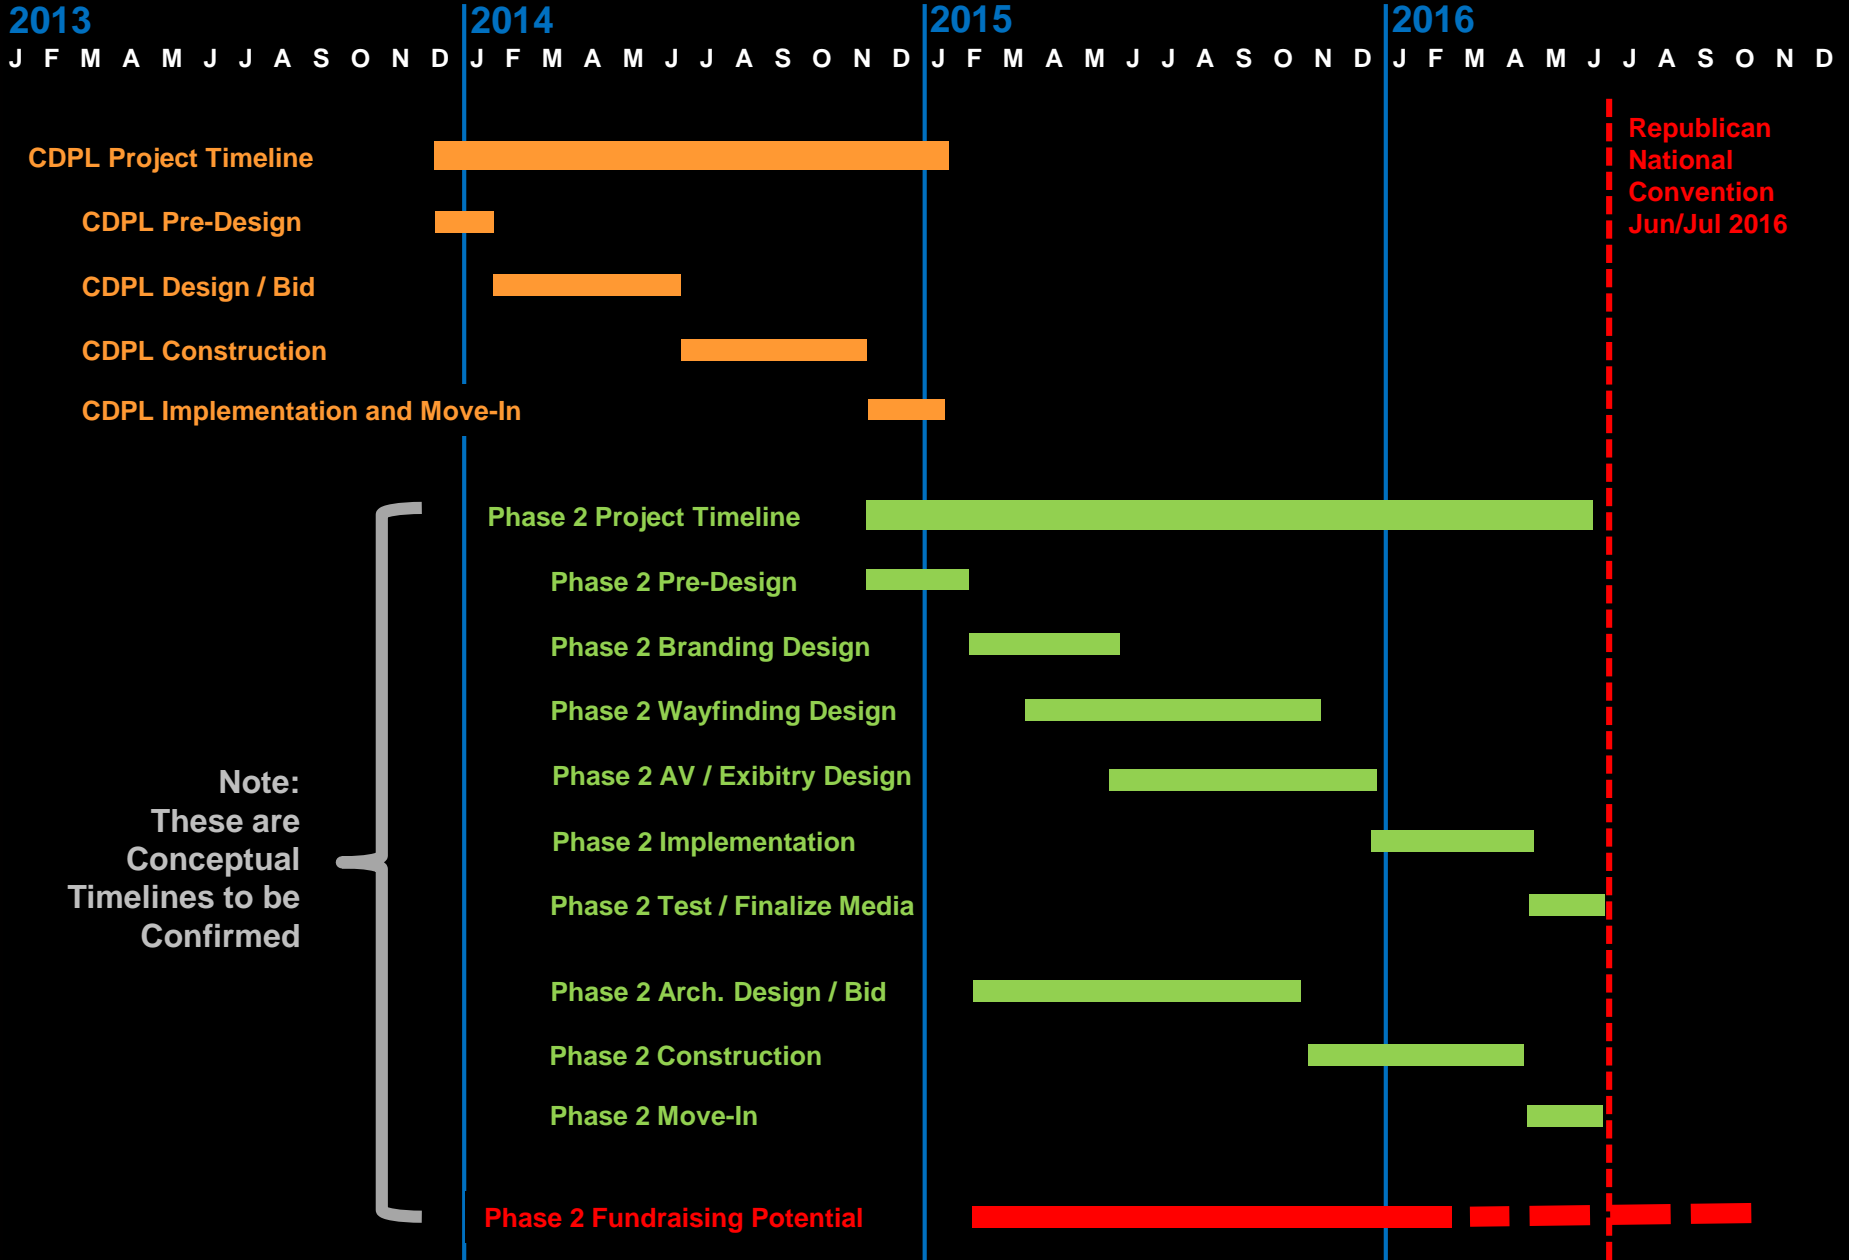 2013 2014 2015 2016
J F M A M J J A S O N D J F M A M J J A S O N D J F M A M J J A S O N D J F M A M J J A S O N D
Republican
National
Convention
Jun/Jul 2016
CDPL Project Timeline
CDPL Pre-Design
CDPL Design / Bid
CDPL Construction
CDPL Implementation and Move-In
Phase 2 Project Timeline
Phase 2 Pre-Design
Phase 2 Branding Design
Phase 2 Wayfinding Design
Phase 2 AV / Exibitry Design
Phase 2 Implementation
Phase 2 Test / Finalize Media
Phase 2 Arch. Design / Bid
Phase 2 Construction
Phase 2 Move-In
Phase 2 Fundraising Potential
Note:
These are
Conceptual
Timelines to be
Confirmed